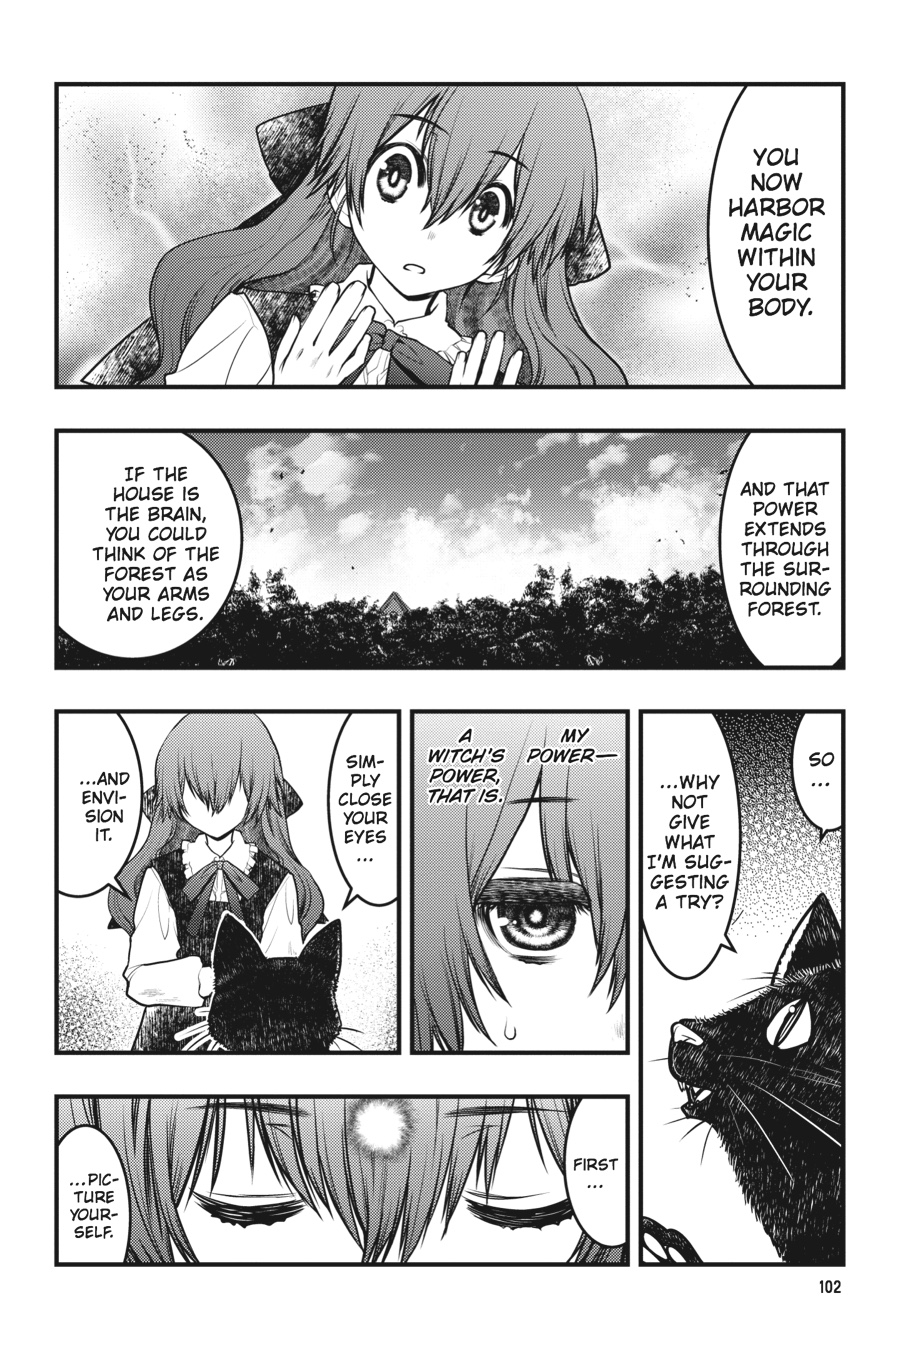 YOU
NOW
HARBOR
MAGIC
WITHIN
YOUR
BODY.
AND THAT
POWER
EXTENDS
THROUGH
THE SUR-
ROUNDING
FOREST.
IF THE
HOUSE IS
THE BRAIN,
YOU COULD
THINK OF THE
FOREST AS
YOUR ARMS
AND LEGS.
SO
...
...WHY
NOT
GIVE
WHAT
I'M SUG-
GESTING
A TRY?
MY
POWER—
A
WITCH'S
POWER,
THAT IS.
SIM-
PLY
CLOSE
YOUR
EYES
...
...AND
ENVI-
SION
IT.
FIRST
...
...PIC-
TURE
YOUR-
SELF.
102